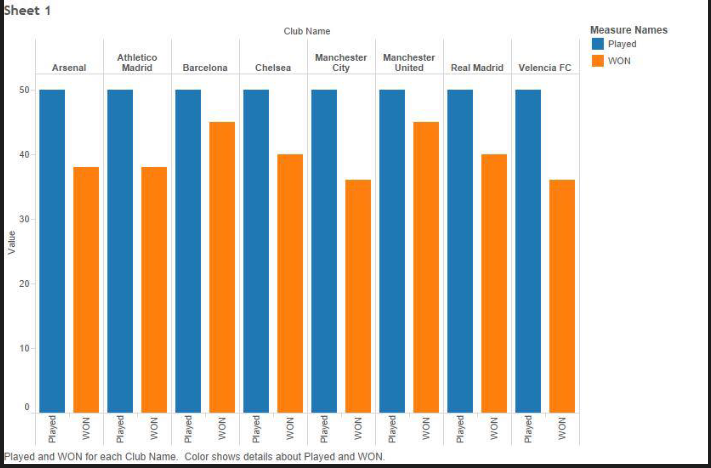 Sheet 1
Club Name
Measure Names
Played
WON
Arsenal
Athletico
Madrid
Barcelona
Chelsea
Manchester
City
Manchester
United
Real Madrid
Velencia FC
Value
50
40
30
20
10
0
Played
WON
Played
WON
Played
WON
Played
WON
Played
WON
Played
WON
Played
WON
Played
WON
Played and WON for each Club Name. Color shows details about Played and WON.